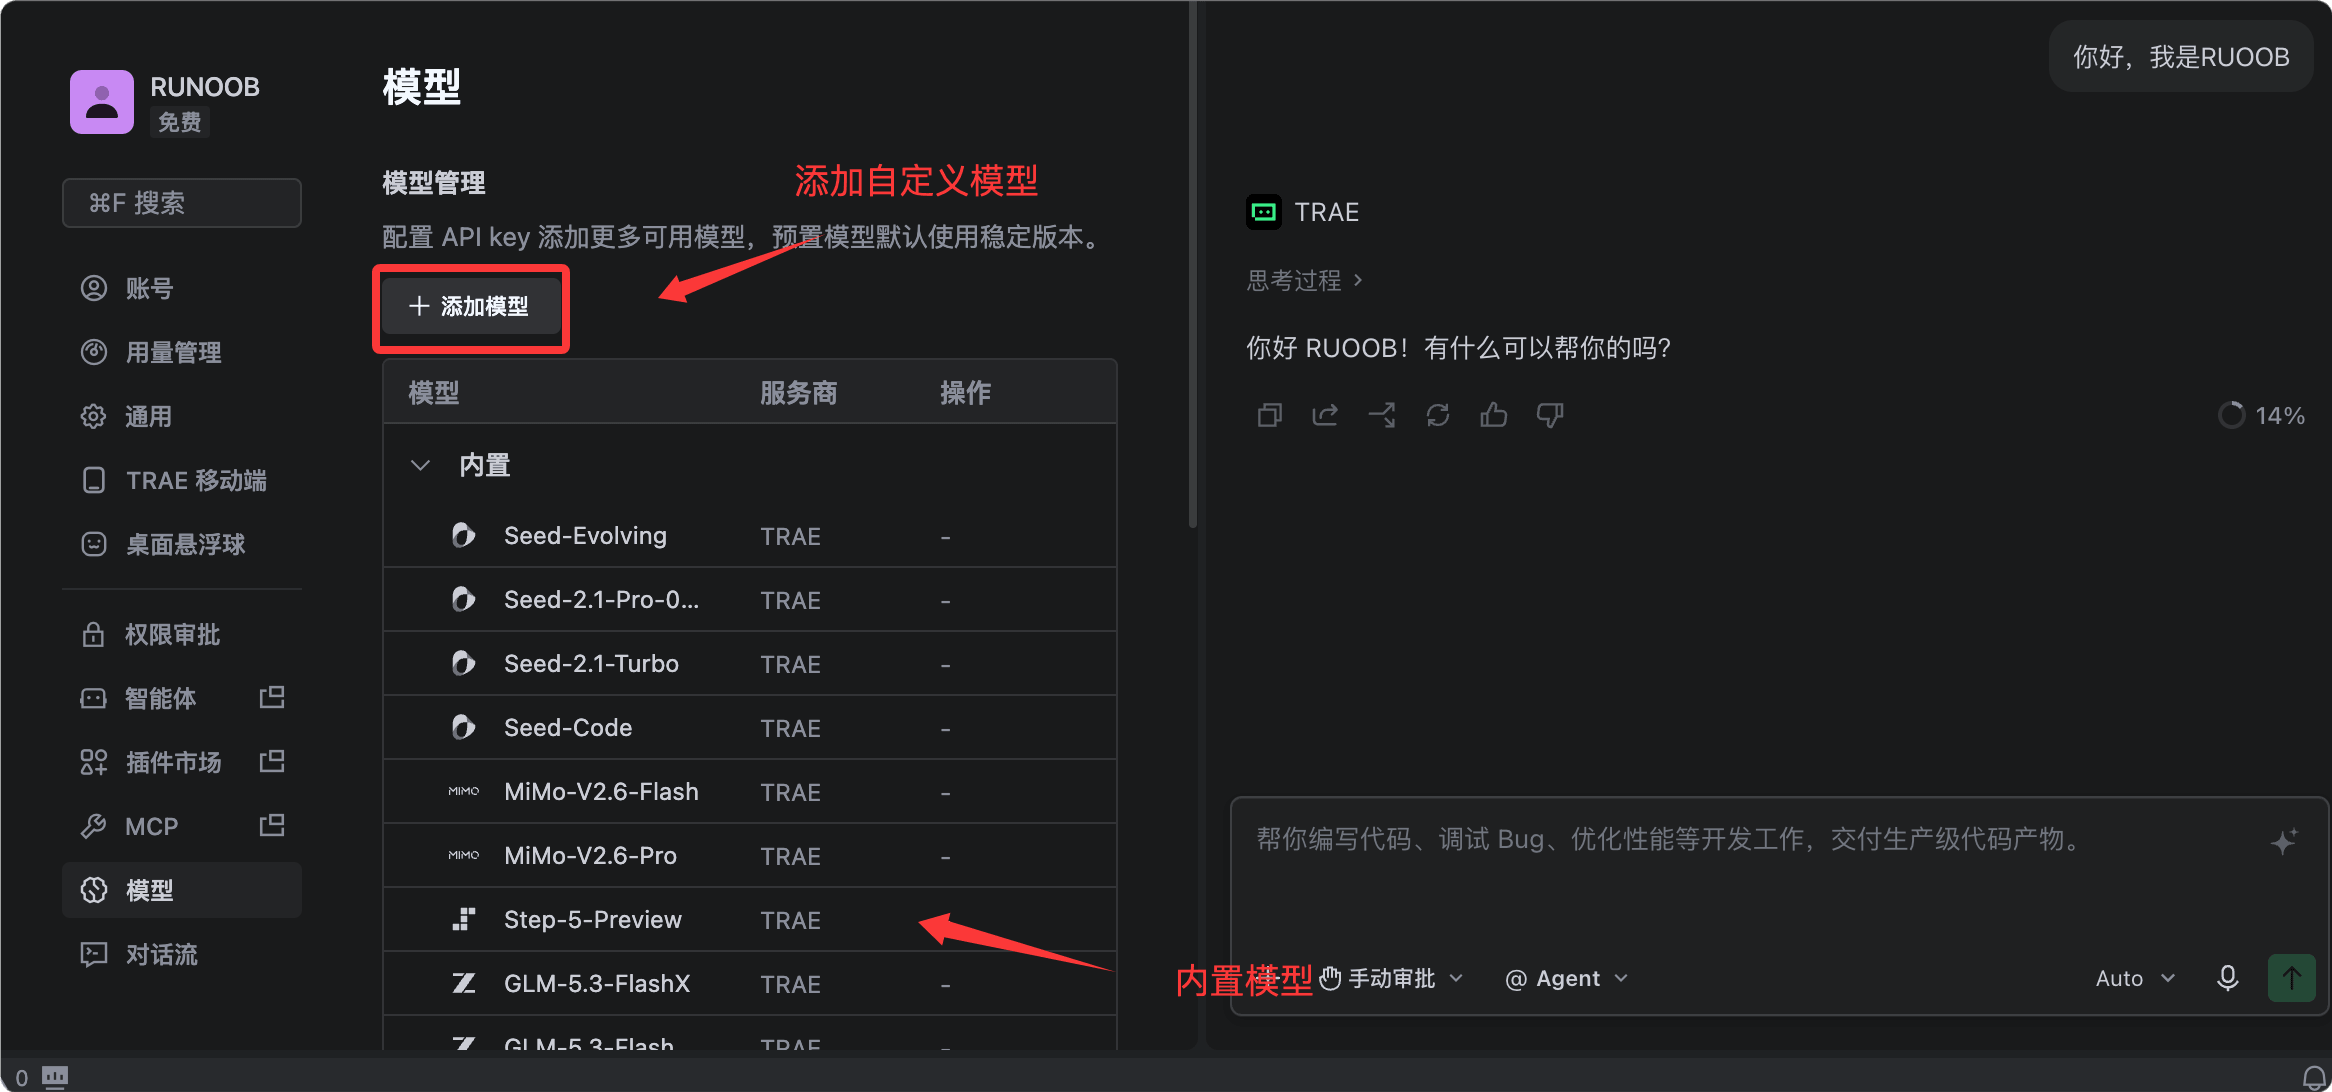 RUNOOB
免费
⌘F 搜索
账号
用量管理
通用
TRAE 移动端
桌面悬浮球
权限审批
智能体
插件市场
MCP
模型
对话流
模型
模型管理
添加自定义模型
配置 API key 添加更多可用模型，预置模型默认使用稳定版本。
添加模型
模型 服务商 操作
内置
Seed-Evolving TRAE -
Seed-2.1-Pro-0... TRAE -
Seed-2.1-Turbo TRAE -
Seed-Code TRAE -
MIMO MiMo-V2.6-Flash TRAE -
MIMO MiMo-V2.6-Pro TRAE -
Step-5-Preview TRAE
GLM-5.3-FlashX TRAE -
GLM-5.3-Flash TRAE -
内置模型
你好，我是RUOOB
TRAE
思考过程
你好 RUOOB！有什么可以帮你的吗?
14%
帮你编写代码、调试 Bug、优化性能等开发工作，交付生产级代码产物。
手动审批 @ Agent Auto
0